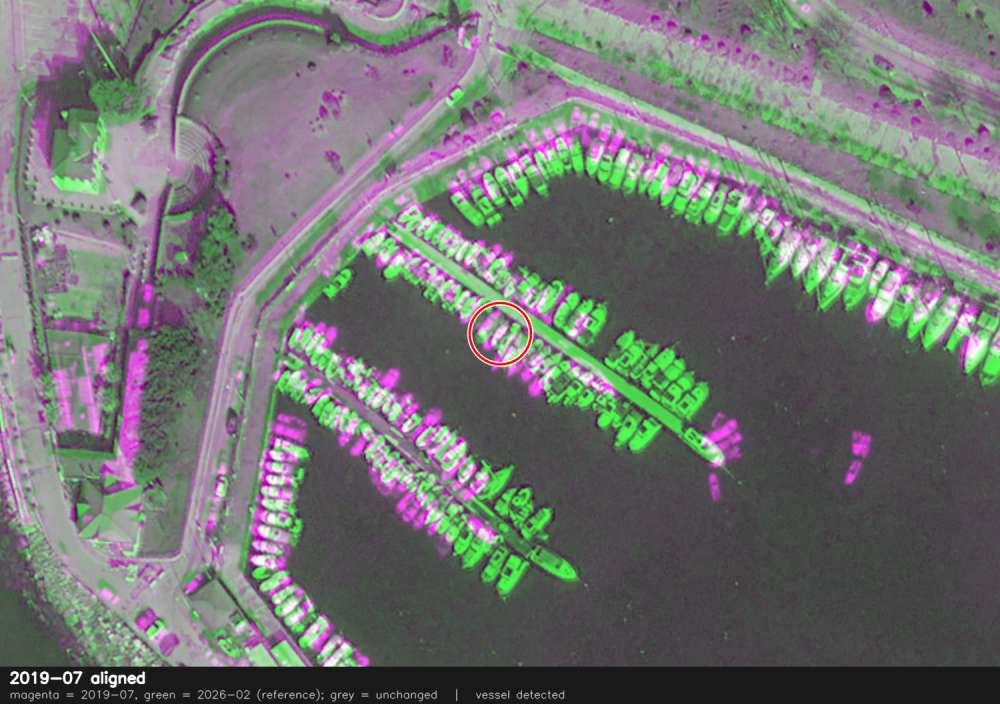 2019-07 aligned
magenta = 2019-07, green = 2026-02 (reference); grey = unchanged | vessel detected